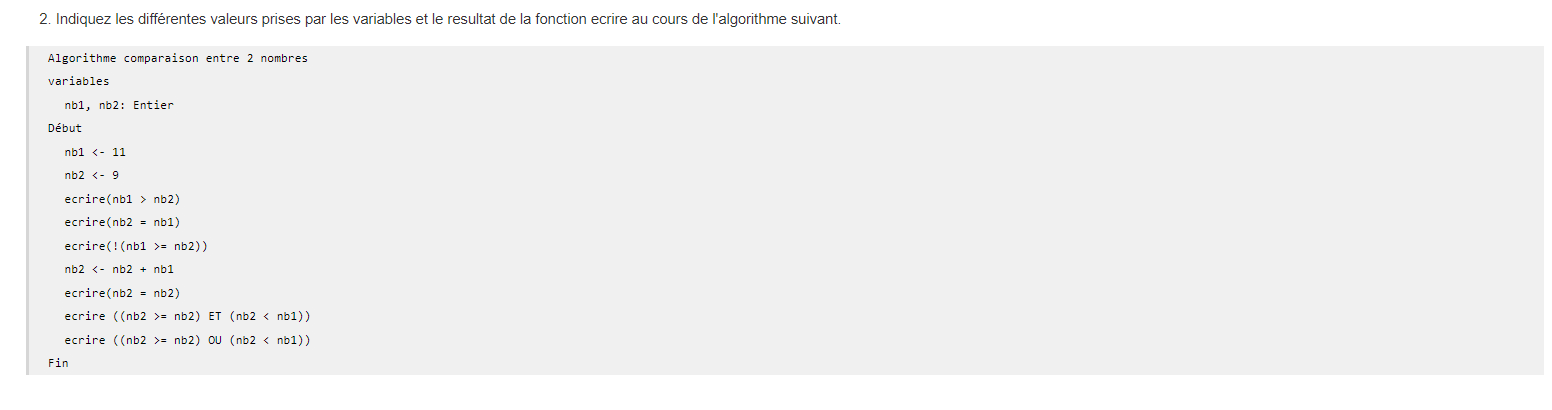 2. Indiquez les différentes valeurs prises par les variables et le resultat de la fonction ecrire au cours de l'algorithme suivant.
Algorithme comparaison entre 2 nombres
variables
nb1, nb2: Entier
Début
nb1 <- 11
nb2 <- 9
ecrire(nb1 > nb2)
ecrire(nb2 = nb1)
ecrire(!(nb1 >= nb2))
nb2 <- nb2 + nb1
ecrire(nb2 = nb2)
ecrire ((nb2 >= nb2) ET (nb2 < nb1))
ecrire ((nb2 >= nb2) OU (nb2 < nb1))
Fin